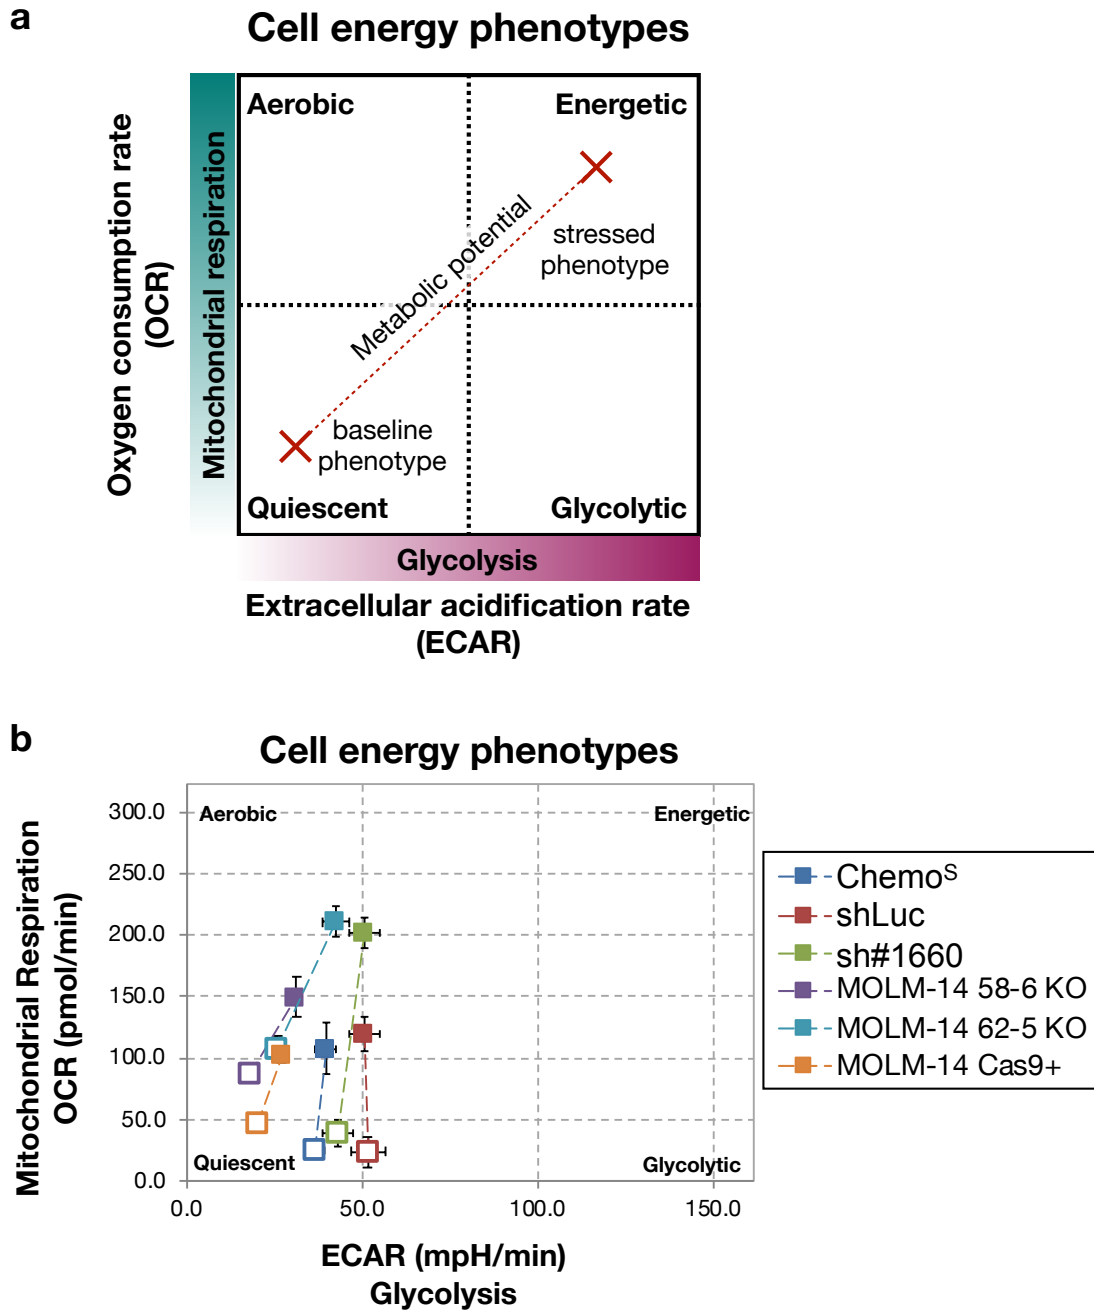 a
Cell energy phenotypes
Aerobic
Energetic
Oxygen consumption rate
(OCR)
Mitochondrial respiration
Metabolic potential
stressed
phenotype
baseline
phenotype
Quiescent
Glycolytic
Glycolysis
Extracellular acidification rate
(ECAR)
b
Cell energy phenotypes
Mitochondrial Respiration
OCR (pmol/min)
300.0
250.0
200.0
150.0
100.0
50.0
0.0
Aerobic
Energetic
Quiescent
Glycolytic
0.0
50.0
100.0
150.0
ECAR (mpH/min)
Glycolysis
Chemoˢ
shLuc
sh#1660
MOLM-14 58-6 KO
MOLM-14 62-5 KO
MOLM-14 Cas9+